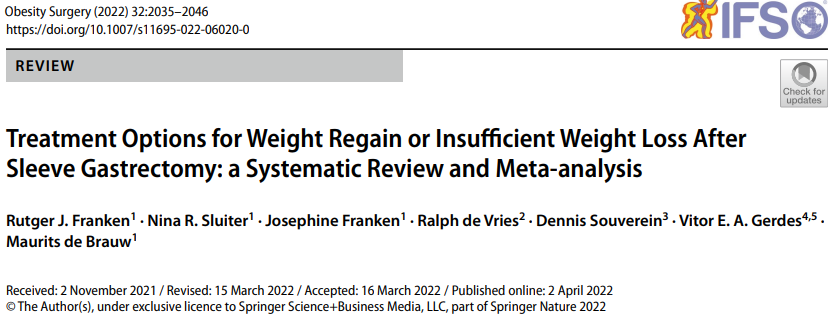 Obesity Surgery (2022) 32:2035–2046
https://doi.org/10.1007/s11695-022-06020-0
IFSO
REVIEW
Check for
updates
Treatment Options for Weight Regain or Insufficient Weight Loss After
Sleeve Gastrectomy: a Systematic Review and Meta-analysis
Rutger J. Franken1 · Nina R. Sluiter1 · Josephine Franken1 · Ralph de Vries2 · Dennis Souverein3 · Vitor E. A. Gerdes4,5 ·
Maurits de Brauw1
Received: 2 November 2021 / Revised: 15 March 2022 / Accepted: 16 March 2022 / Published online: 2 April 2022
© The Author(s), under exclusive licence to Springer Science+Business Media, LLC, part of Springer Nature 2022